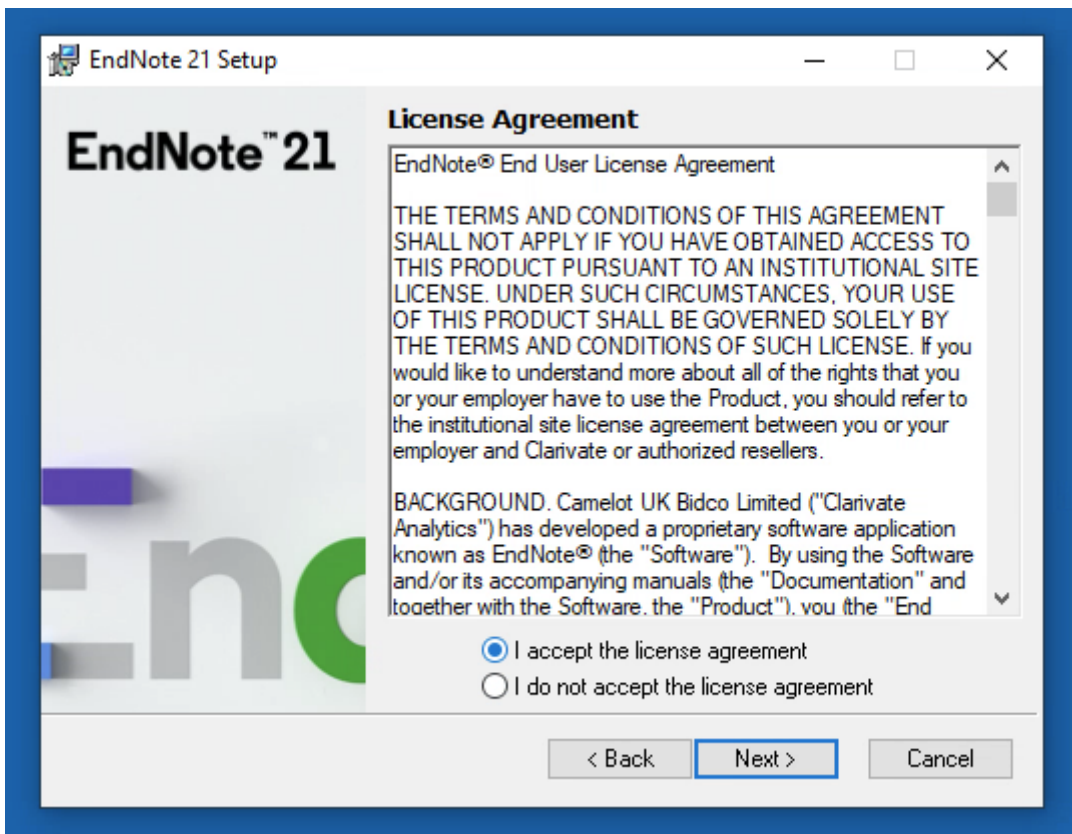 EndNote 21 Setup
EndNote™21
License Agreement
EndNote® End User License Agreement
THE TERMS AND CONDITIONS OF THIS AGREEMENT
SHALL NOT APPLY IF YOU HAVE OBTAINED ACCESS TO
THIS PRODUCT PURSUANT TO AN INSTITUTIONAL SITE
LICENSE. UNDER SUCH CIRCUMSTANCES, YOUR USE
OF THIS PRODUCT SHALL BE GOVERNED SOLELY BY
THE TERMS AND CONDITIONS OF SUCH LICENSE. If you
would like to understand more about all of the rights that you
or your employer have to use the Product, you should refer to
the institutional site license agreement between you or your
employer and Clarivate or authorized resellers.
BACKGROUND. Camelot UK Bidco Limited ("Clarivate
Analytics") has developed a proprietary software application
known as EndNote® (the "Software").  By using the Software
and/or its accompanying manuals (the "Documentation" and
together with the Software, the "Product"), you (the "End
En
I accept the license agreement
I do not accept the license agreement
< Back
Next >
Cancel